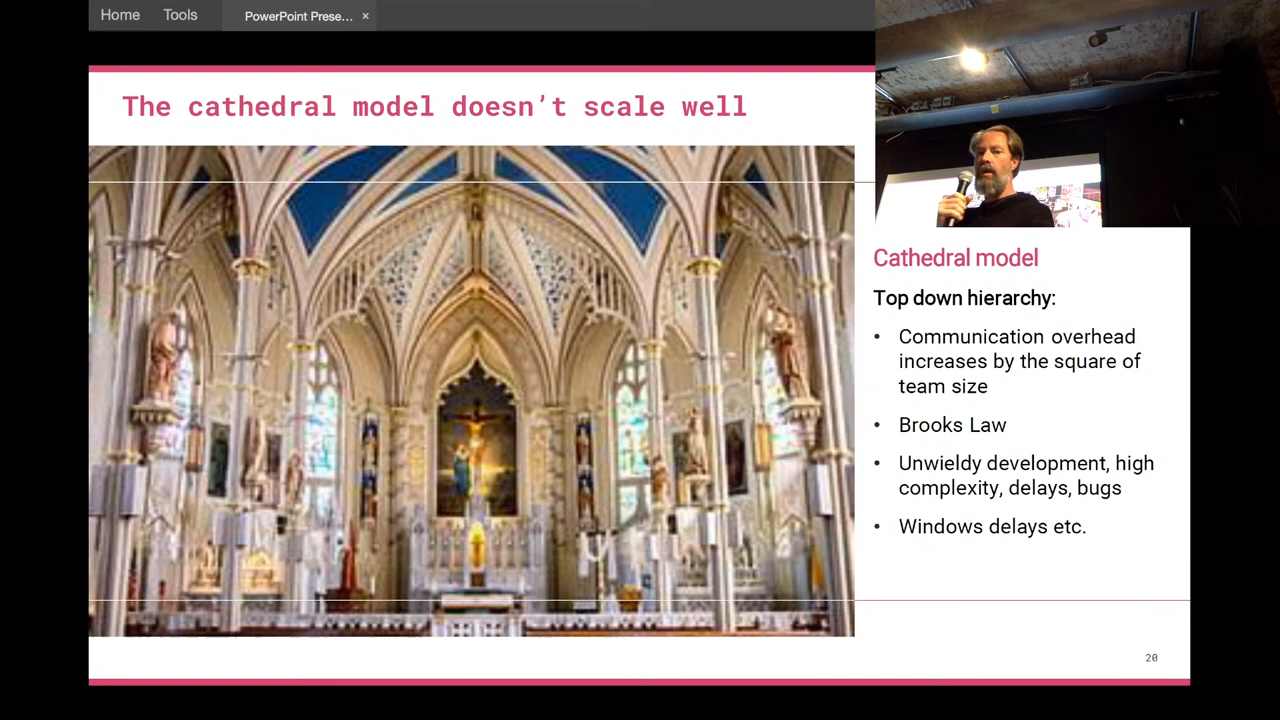 Home Tools PowerPoint Prese... ×
The cathedral model doesn't scale well
Cathedral model
Top down hierarchy:
• Communication overhead
increases by the square of
team size
• Brooks Law
• Unwieldy development, high
complexity, delays, bugs
• Windows delays etc.
20